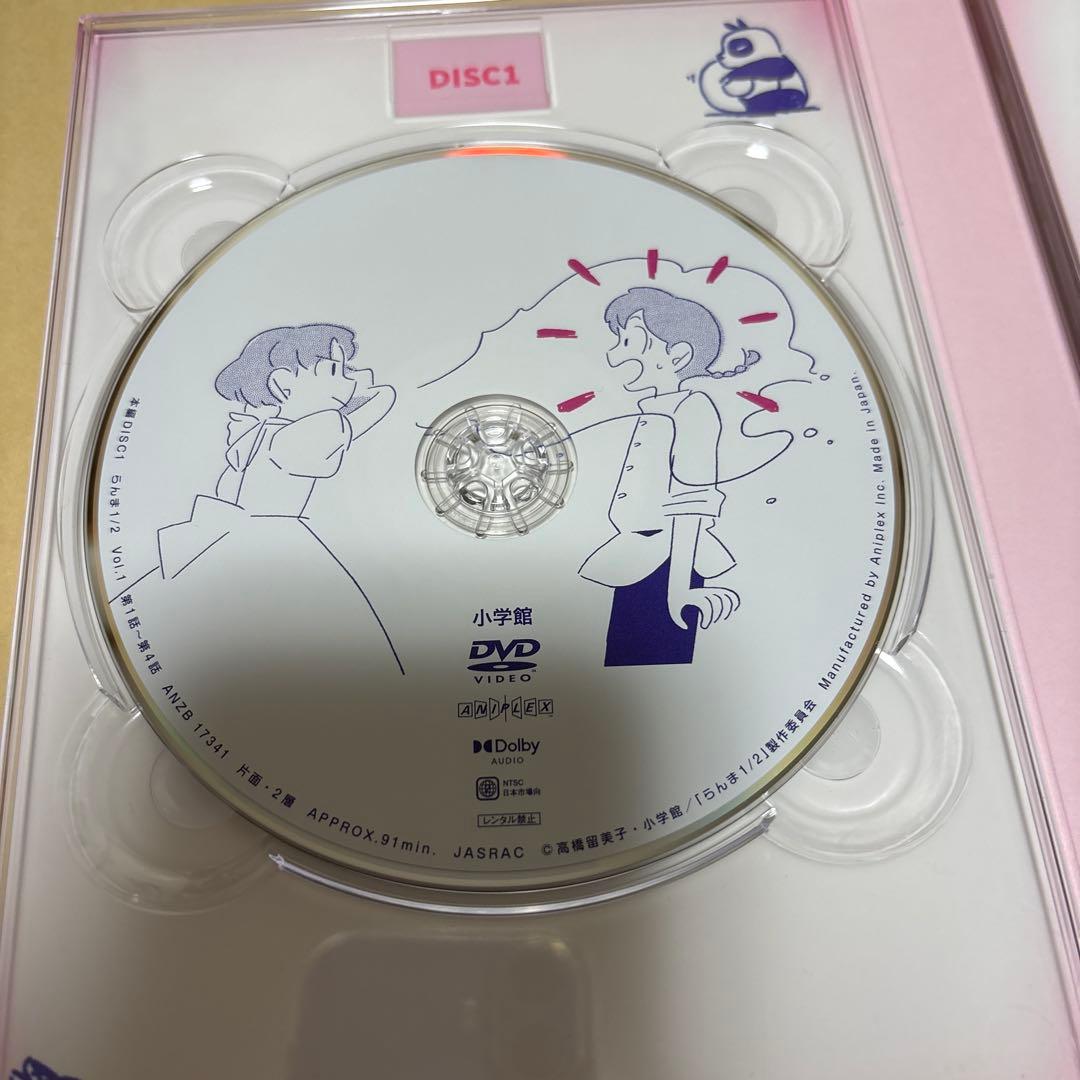 DISC1
小学館
DVD
VIDEO
ANIPLEX
Dolby
AUDIO
NTSC
日本市場向
レンタル禁止
本編DISC1 らんま1/2 Vol.1 第1話～第4話 ANZB 17341 片面・2層 APPROX.91min. JASRAC ©高橋留美子・小学館/「らんま1/2」製作委員会 Manufactured by Aniplex Inc. Made in Japan.